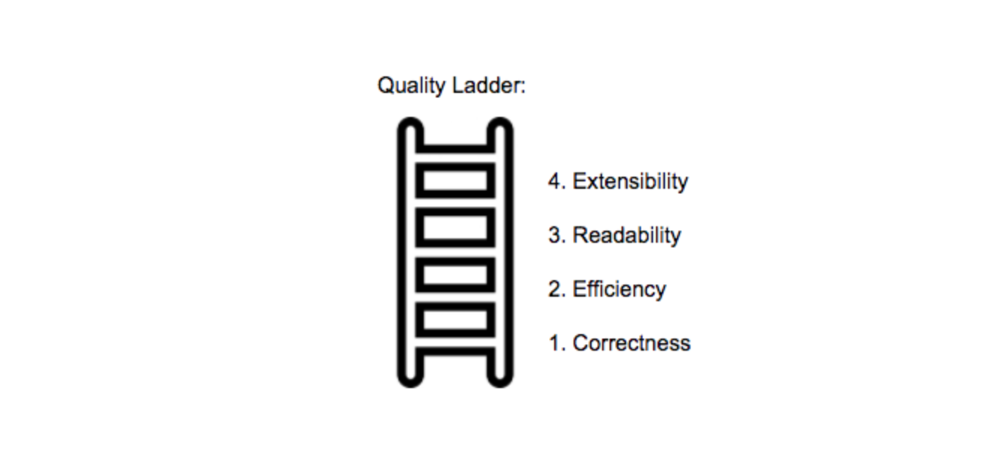 Quality Ladder:
4. Extensibility
3. Readability
2. Efficiency
1. Correctness